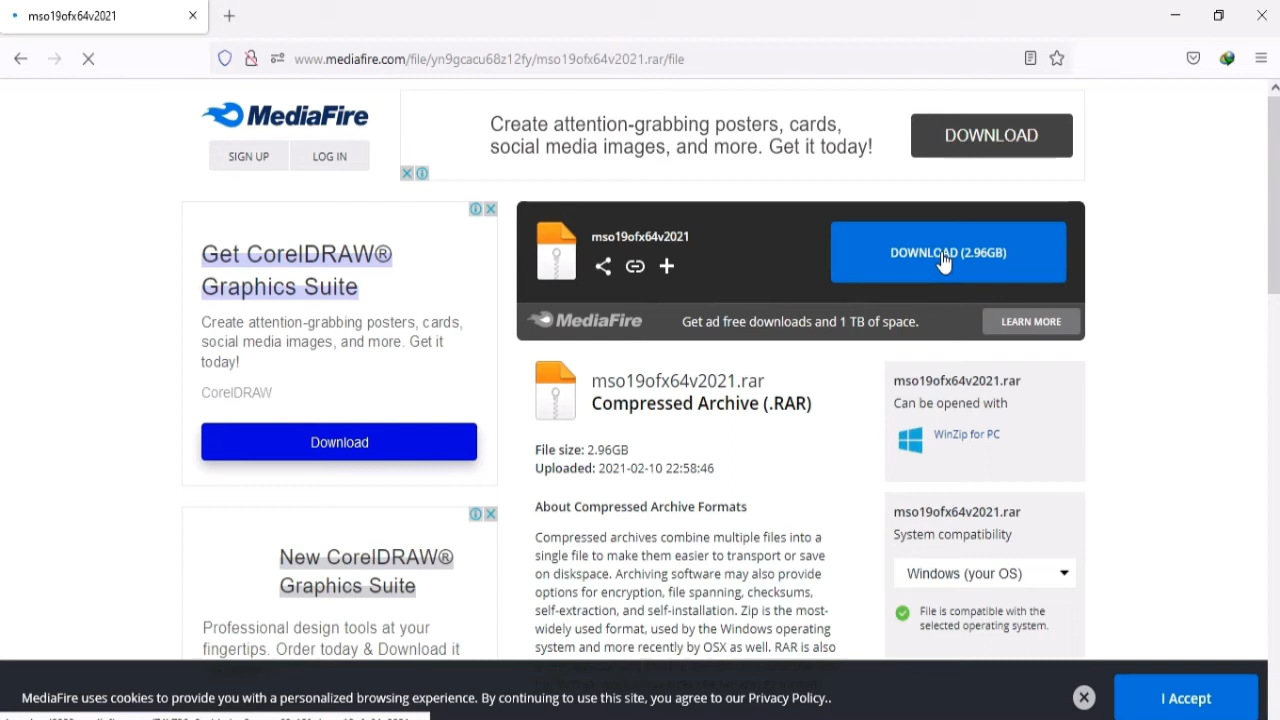 mso19ofx64v2021
www.mediafire.com/file/yn9gcacu68z12fy/mso19ofx64v2021.rar/file
MediaFire
SIGN UP
LOG IN
Create attention-grabbing posters, cards,
social media images, and more. Get it today!
DOWNLOAD
Get CorelDRAW®
Graphics Suite
Create attention-grabbing posters, cards,
social media images, and more. Get it
today!
CorelDRAW
Download
New CorelDRAW®
Graphics Suite
Professional design tools at your
fingertips. Order today & Download it
mso19ofx64v2021
DOWNLOAD (2.96GB)
MediaFire
Get ad free downloads and 1 TB of space.
LEARN MORE
mso19ofx64v2021.rar
Compressed Archive (.RAR)
File size: 2.96GB
Uploaded: 2021-02-10 22:58:46
About Compressed Archive Formats
Compressed archives combine multiple files into a
single file to make them easier to transport or save
on diskspace. Archiving software may also provide
options for encryption, file spanning, checksums,
self-extraction, and self-installation. Zip is the most-
widely used format, used by the Windows operating
system and more recently by OSX as well. RAR is also
mso19ofx64v2021.rar
Can be opened with
WinZip for PC
mso19ofx64v2021.rar
System compatibility
Windows (your OS)
File is compatible with the
selected operating system.
MediaFire uses cookies to provide you with a personalized browsing experience. By continuing to use this site, you agree to our Privacy Policy..
I Accept